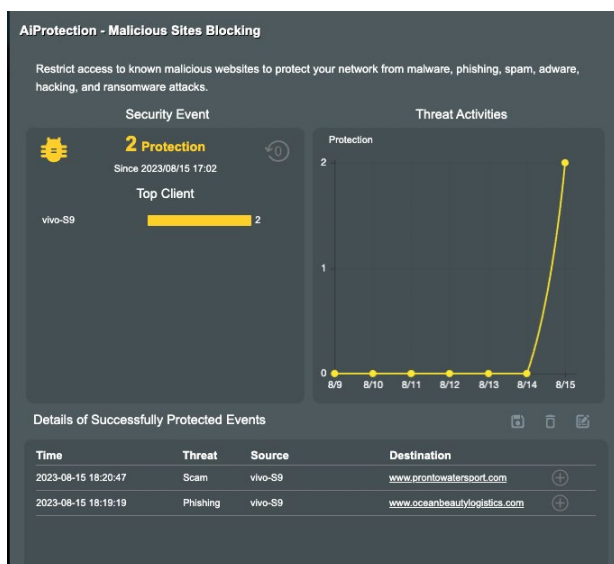 AiProtection - Malicious Sites Blocking
Restrict access to known malicious websites to protect your network from malware, phishing, spam, adware,
hacking, and ransomware attacks.
Security Event
2 Protection
0
Since 2023/08/15 17:02
Top Client
vivo-S9 2
Threat Activities
Protection
2
1
0
8/9 8/10 8/11 8/12 8/13 8/14 8/15
Details of Successfully Protected Events
Time Threat Source Destination
2023-08-15 18:20:47 Scam vivo-S9 www.prontowatersport.com
2023-08-15 18:19:19 Phishing vivo-S9 www.oceanbeautylogistics.com